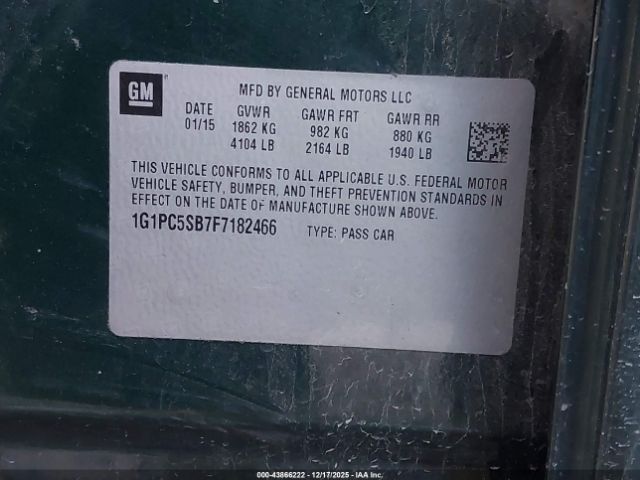 GM
®
MFD BY GENERAL MOTORS LLC
DATE GVWR GAWR FRT GAWR RR
01/15 1862 KG 982 KG 880 KG
4104 LB 2164 LB 1940 LB
THIS VEHICLE CONFORMS TO ALL APPLICABLE U.S. FEDERAL MOTOR
VEHICLE SAFETY, BUMPER, AND THEFT PREVENTION STANDARDS IN
EFFECT ON THE DATE OF MANUFACTURE SHOWN ABOVE.
1G1PC5SB7F7182466 TYPE: PASS CAR
000-43866222 - 12/17/2025 - © IAA Inc.